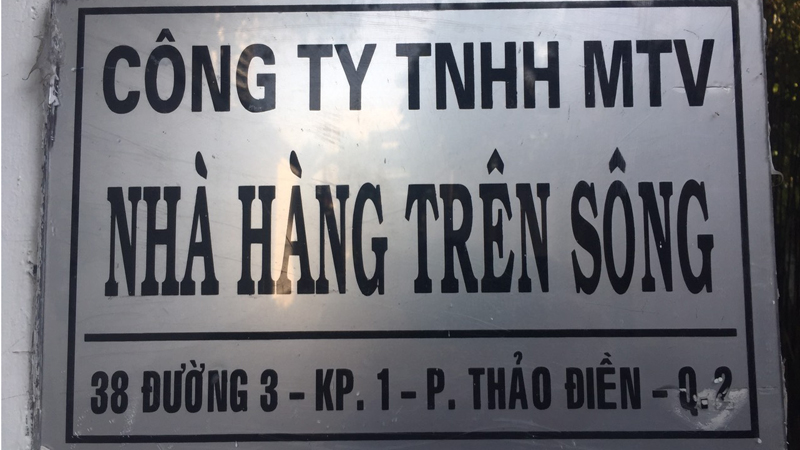 CÔNG TY TNHH MTV
NHÀ HÀNG TRÊN SÔNG
38 ĐƯỜNG 3 - KP. 1 - P. THẢO ĐIỀN - Q. 2